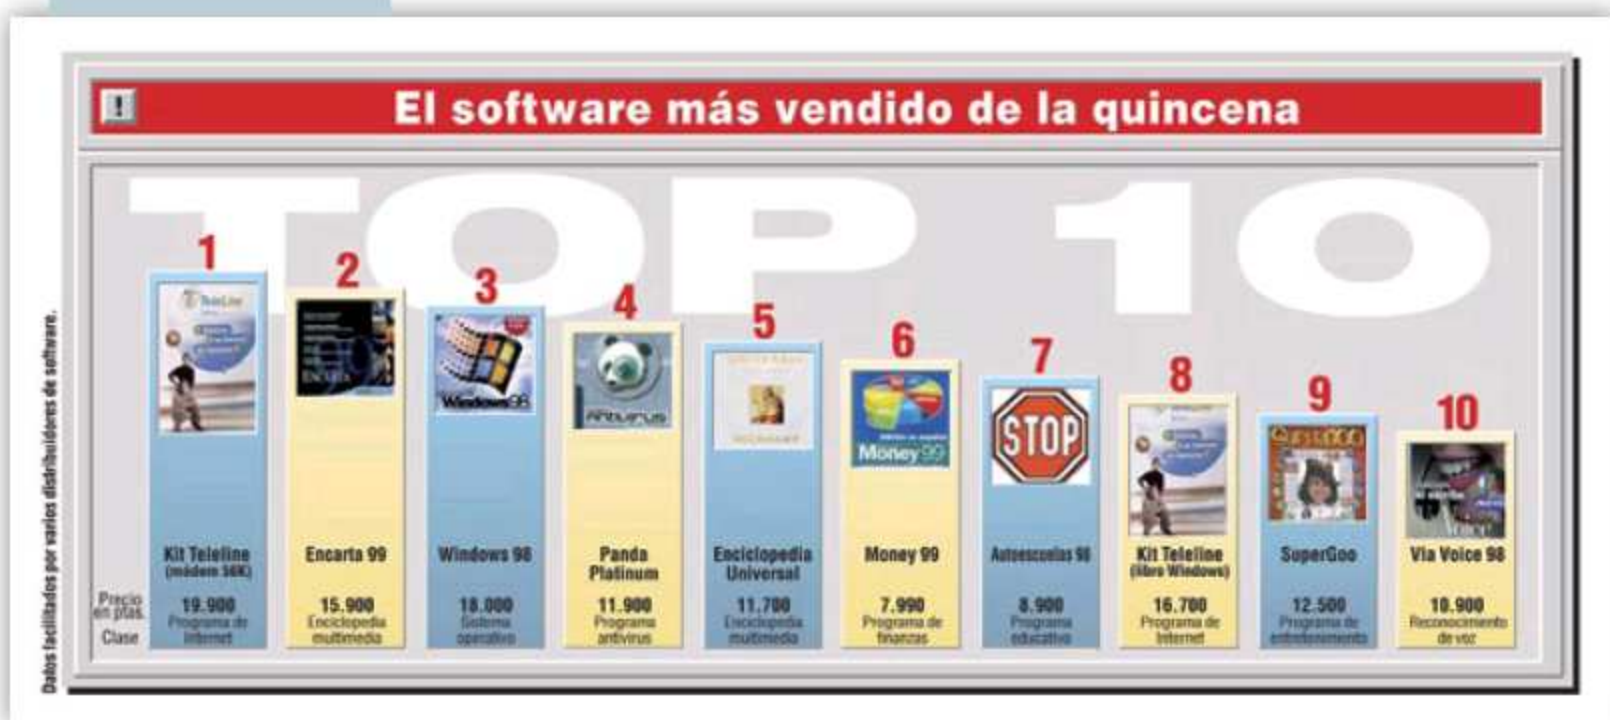 !
El software más vendido de la quincena
TOP 10
1
2
3
4
5
6
7
8
9
10
TeleLine
ENCARTA
Windows98
Antivirus
Money99
STOP
Kit Teleline
(módem 56K)
Encarta 99
Windows 98
Panda
Platinum
Enciclopedia
Universal
Money 99
Autoescuelas 98
Kit Teleline
(libro Windows)
SuperGoo
Via Voice 98
Precio
en ptas.
19.900
15.900
18.000
11.900
11.700
7.990
8.900
16.700
12.500
10.900
Clase
Programa de
Internet
Enciclopedia
multimedia
Sistema
operativo
Programa
antivirus
Enciclopedia
multimedia
Programa de
finanzas
Programa
educativo
Programa de
Internet
Programa de
entretenimiento
Reconocimiento
de voz
Datos facilitados por varios distribuidores de software.